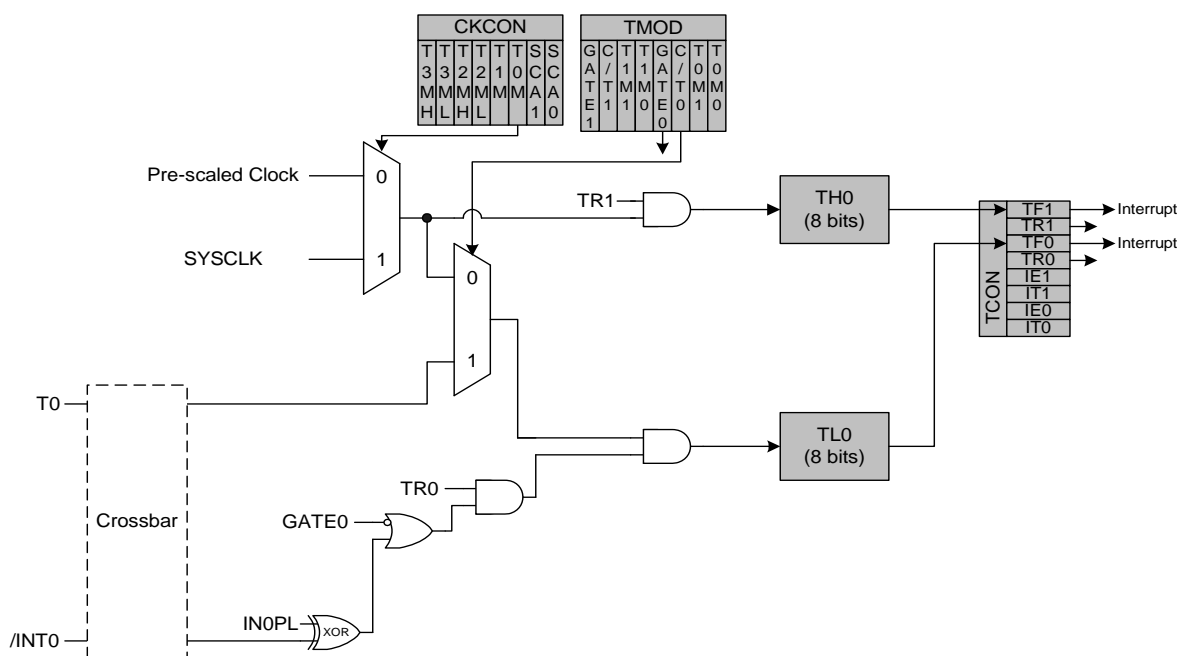 CKCON
T3MH
T3ML
T2MH
T2ML
T1M
T0M
SCA1
SCA0
TMOD
GATE1
C/T1
T1M1
T1M0
GATE0
C/T0
T0M1
T0M0
Pre-scaled Clock
0
SYSCLK
1
TR1
TH0
(8 bits)
TCON
TF1
TR1
TF0
TR0
IE1
IT1
IE0
IT0
Interrupt
Interrupt
0
1
T0
Crossbar
TL0
(8 bits)
TR0
GATE0
IN0PL
XOR
/INT0